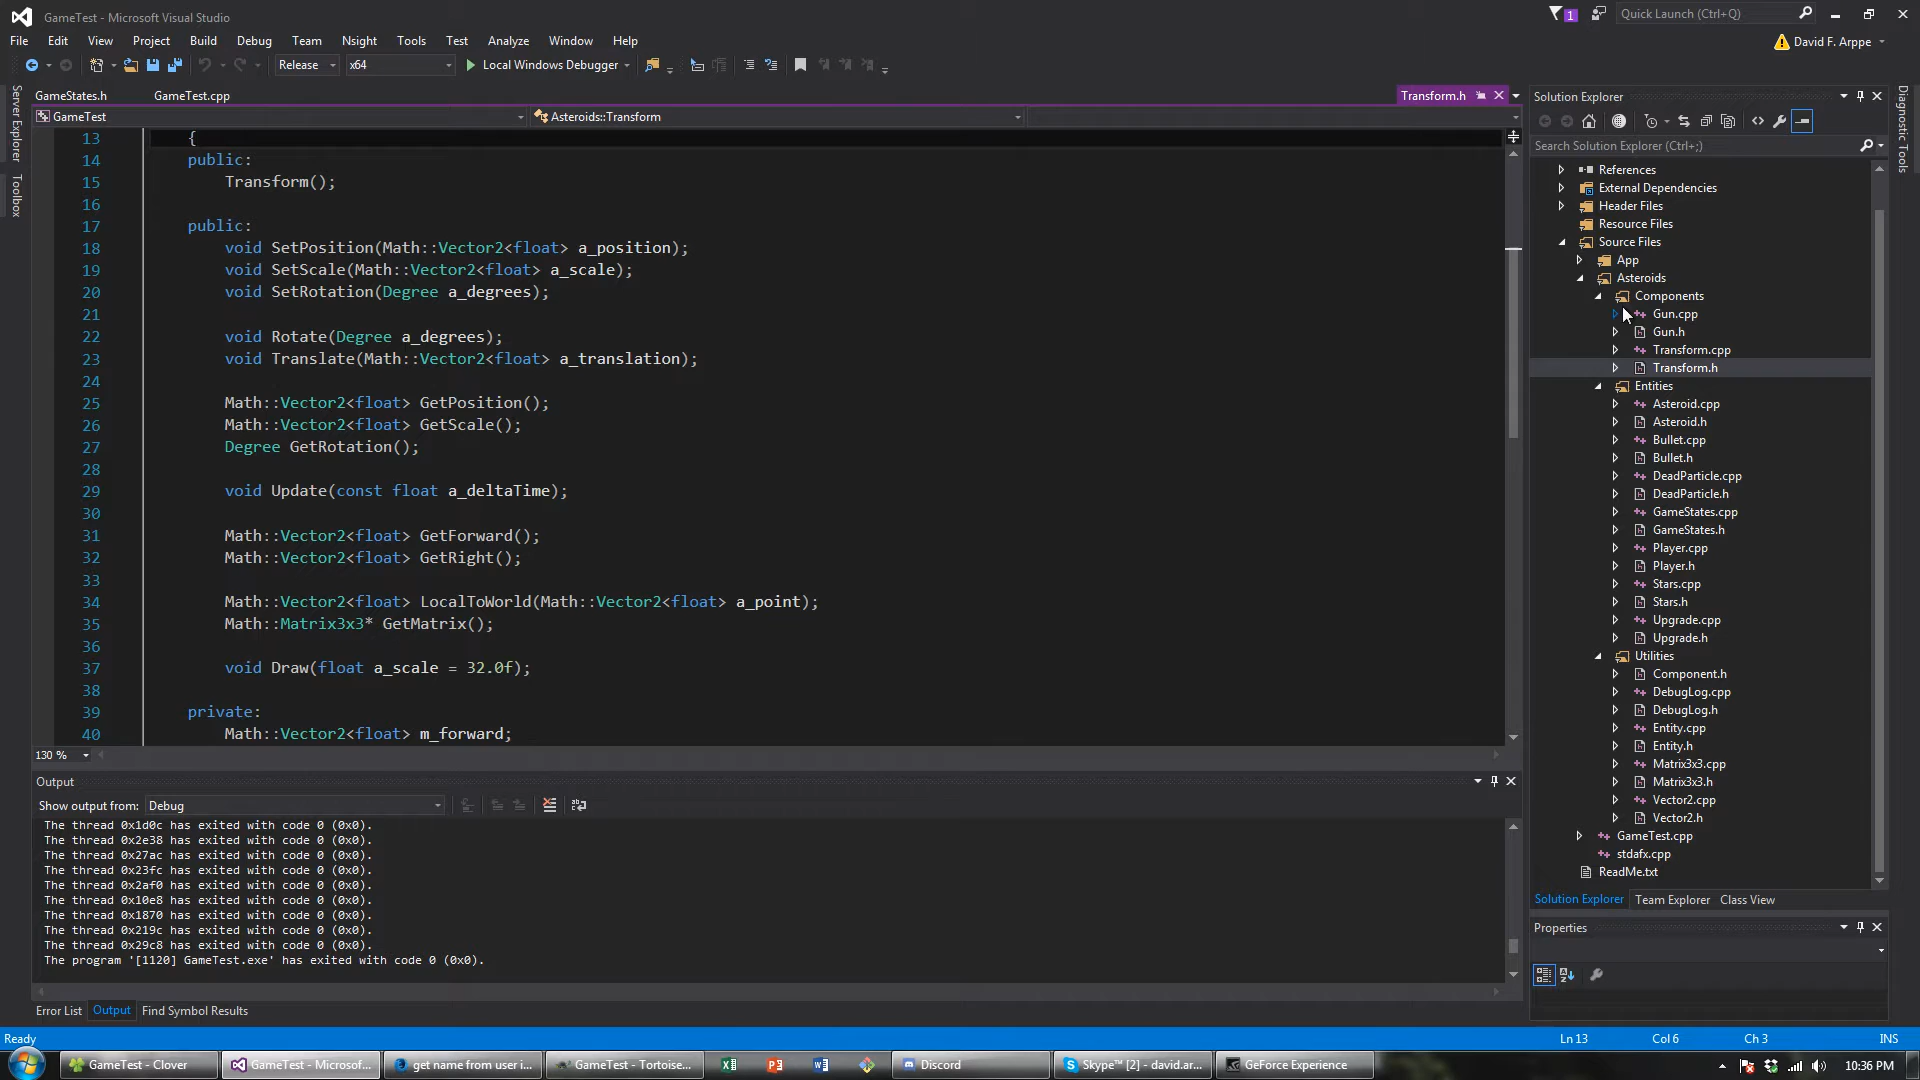 GameTest - Microsoft Visual Studio
1
Quick Launch (Ctrl+Q)
File Edit View Project Build Debug Team Nsight Tools Test Analyze Window Help
David F. Arppe
Release x64 Local Windows Debugger
Server Explorer
Toolbox
GameStates.h GameTest.cpp Transform.h
GameTest Asteroids::Transform
13 {
14 public:
15 Transform();
16
17 public:
18 void SetPosition(Math::Vector2<float> a_position);
19 void SetScale(Math::Vector2<float> a_scale);
20 void SetRotation(Degree a_degrees);
21
22 void Rotate(Degree a_degrees);
23 void Translate(Math::Vector2<float> a_translation);
24
25 Math::Vector2<float> GetPosition();
26 Math::Vector2<float> GetScale();
27 Degree GetRotation();
28
29 void Update(const float a_deltaTime);
30
31 Math::Vector2<float> GetForward();
32 Math::Vector2<float> GetRight();
33
34 Math::Vector2<float> LocalToWorld(Math::Vector2<float> a_point);
35 Math::Matrix3x3* GetMatrix();
36
37 void Draw(float a_scale = 32.0f);
38
39 private:
40 Math::Vector2<float> m_forward;
130 %
Output
Show output from: Debug
The thread 0x1d0c has exited with code 0 (0x0).
The thread 0x2e38 has exited with code 0 (0x0).
The thread 0x27ac has exited with code 0 (0x0).
The thread 0x23fc has exited with code 0 (0x0).
The thread 0x2af0 has exited with code 0 (0x0).
The thread 0x10e8 has exited with code 0 (0x0).
The thread 0x1870 has exited with code 0 (0x0).
The thread 0x219c has exited with code 0 (0x0).
The thread 0x29c8 has exited with code 0 (0x0).
The program '[1120] GameTest.exe' has exited with code 0 (0x0).
Error List Output Find Symbol Results
Solution Explorer
Search Solution Explorer (Ctrl+;)
References
External Dependencies
Header Files
Resource Files
Source Files
App
Asteroids
Components
Gun.cpp
Gun.h
Transform.cpp
Transform.h
Entities
Asteroid.cpp
Asteroid.h
Bullet.cpp
Bullet.h
DeadParticle.cpp
DeadParticle.h
GameStates.cpp
GameStates.h
Player.cpp
Player.h
Stars.cpp
Stars.h
Upgrade.cpp
Upgrade.h
Utilities
Component.h
DebugLog.cpp
DebugLog.h
Entity.cpp
Entity.h
Matrix3x3.cpp
Matrix3x3.h
Vector2.cpp
Vector2.h
GameTest.cpp
stdafx.cpp
ReadMe.txt
Solution Explorer Team Explorer Class View
Properties
Diagnostic Tools
Ready Ln 13 Col 6 Ch 3 INS
GameTest - Clover GameTest - Microsof... get name from user i... GameTest - Tortoise... Discord Skype™ [2] - david.ar... GeForce Experience 10:36 PM